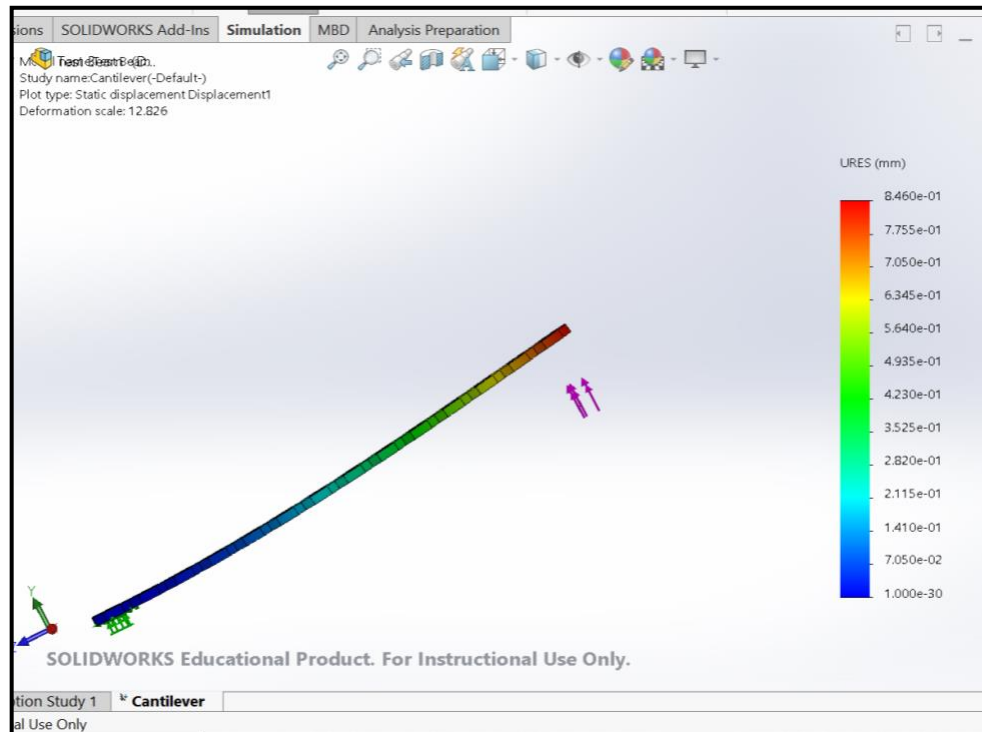 sions SOLIDWORKS Add-Ins Simulation MBD Analysis Preparation
Study name:Cantilever(-Default-)
Plot type: Static displacement Displacement1
Deformation scale: 12.826
URES (mm)
8.460e-01
7.755e-01
7.050e-01
6.345e-01
5.640e-01
4.935e-01
4.230e-01
3.525e-01
2.820e-01
2.115e-01
1.410e-01
7.050e-02
1.000e-30
Y
SOLIDWORKS Educational Product. For Instructional Use Only.
otion Study 1 Cantilever
al Use Only